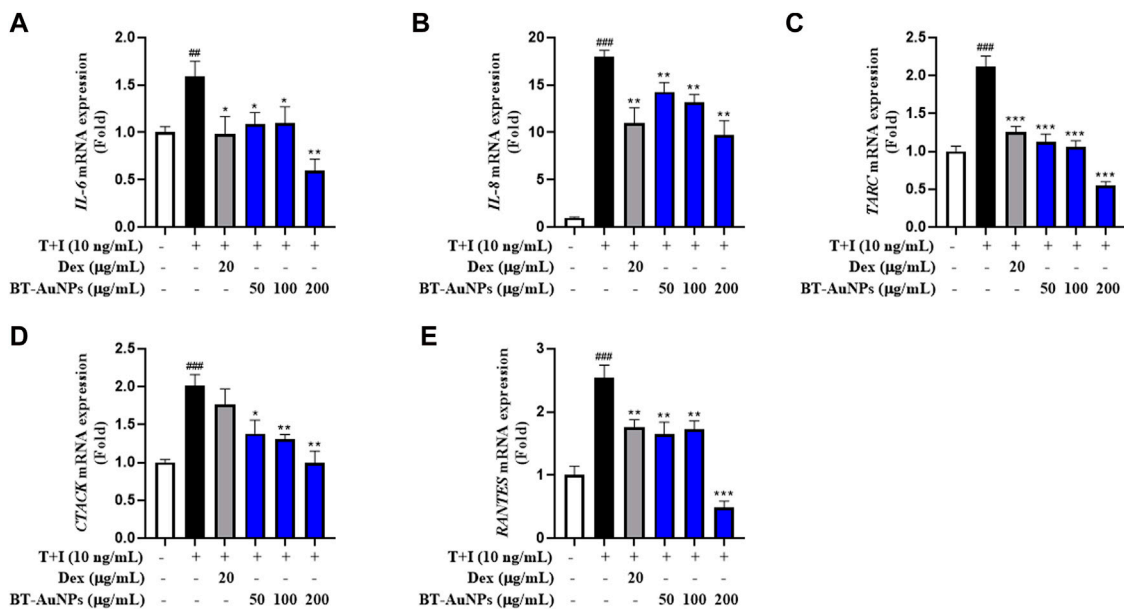 A
IL-6 mRNA expression
(Fold)
2.0
1.5
1.0
0.5
0.0
##
*
*
*
**
T+I (10 ng/mL) - + + + + +
Dex (µg/mL) - - 20 - - -
BT-AuNPs (µg/mL) - - - 50 100 200
B
IL-8 mRNA expression
(Fold)
20
15
10
5
0
###
**
**
**
**
T+I (10 ng/mL) - + + + + +
Dex (µg/mL) - - 20 - - -
BT-AuNPs (µg/mL) - - - 50 100 200
C
TARC mRNA expression
(Fold)
2.5
2.0
1.5
1.0
0.5
0.0
###
***
***
***
***
T+I (10 ng/mL) - + + + + +
Dex (µg/mL) - - 20 - - -
BT-AuNPs (µg/mL) - - - 50 100 200
D
CTACK mRNA expression
(Fold)
2.5
2.0
1.5
1.0
0.5
0.0
###
*
**
**
T+I (10 ng/mL) - + + + + +
Dex (µg/mL) - - 20 - - -
BT-AuNPs (µg/mL) - - - 50 100 200
E
RANTES mRNA expression
(Fold)
3
2
1
0
###
**
**
**
***
T+I (10 ng/mL) - + + + + +
Dex (µg/mL) - - 20 - - -
BT-AuNPs (µg/mL) - - - 50 100 200